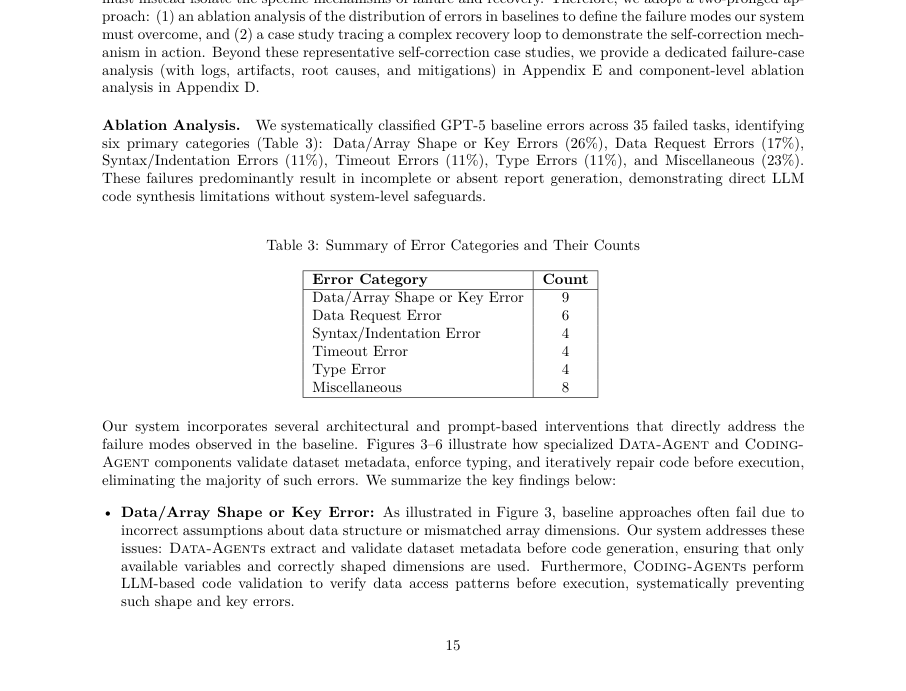 must instead isolate the specific mechanisms of failure and recovery. Therefore, we adopt a two-pronged ap-
proach: (1) an ablation analysis of the distribution of errors in baselines to define the failure modes our system
must overcome, and (2) a case study tracing a complex recovery loop to demonstrate the self-correction mech-
anism in action. Beyond these representative self-correction case studies, we provide a dedicated failure-case
analysis (with logs, artifacts, root causes, and mitigations) in Appendix E and component-level ablation
analysis in Appendix D.
Ablation Analysis. We systematically classified GPT-5 baseline errors across 35 failed tasks, identifying
six primary categories (Table 3): Data/Array Shape or Key Errors (26%), Data Request Errors (17%),
Syntax/Indentation Errors (11%), Timeout Errors (11%), Type Errors (11%), and Miscellaneous (23%).
These failures predominantly result in incomplete or absent report generation, demonstrating direct LLM
code synthesis limitations without system-level safeguards.
Table 3: Summary of Error Categories and Their Counts
Error Category Count
Data/Array Shape or Key Error 9
Data Request Error 6
Syntax/Indentation Error 4
Timeout Error 4
Type Error 4
Miscellaneous 8
Our system incorporates several architectural and prompt-based interventions that directly address the
failure modes observed in the baseline. Figures 3–6 illustrate how specialized Data-Agent and Coding-
Agent components validate dataset metadata, enforce typing, and iteratively repair code before execution,
eliminating the majority of such errors. We summarize the key findings below:
• Data/Array Shape or Key Error: As illustrated in Figure 3, baseline approaches often fail due to
incorrect assumptions about data structure or mismatched array dimensions. Our system addresses these
issues: Data-Agents extract and validate dataset metadata before code generation, ensuring that only
available variables and correctly shaped dimensions are used. Furthermore, Coding-Agents perform
LLM-based code validation to verify data access patterns before execution, systematically preventing
such shape and key errors.
15